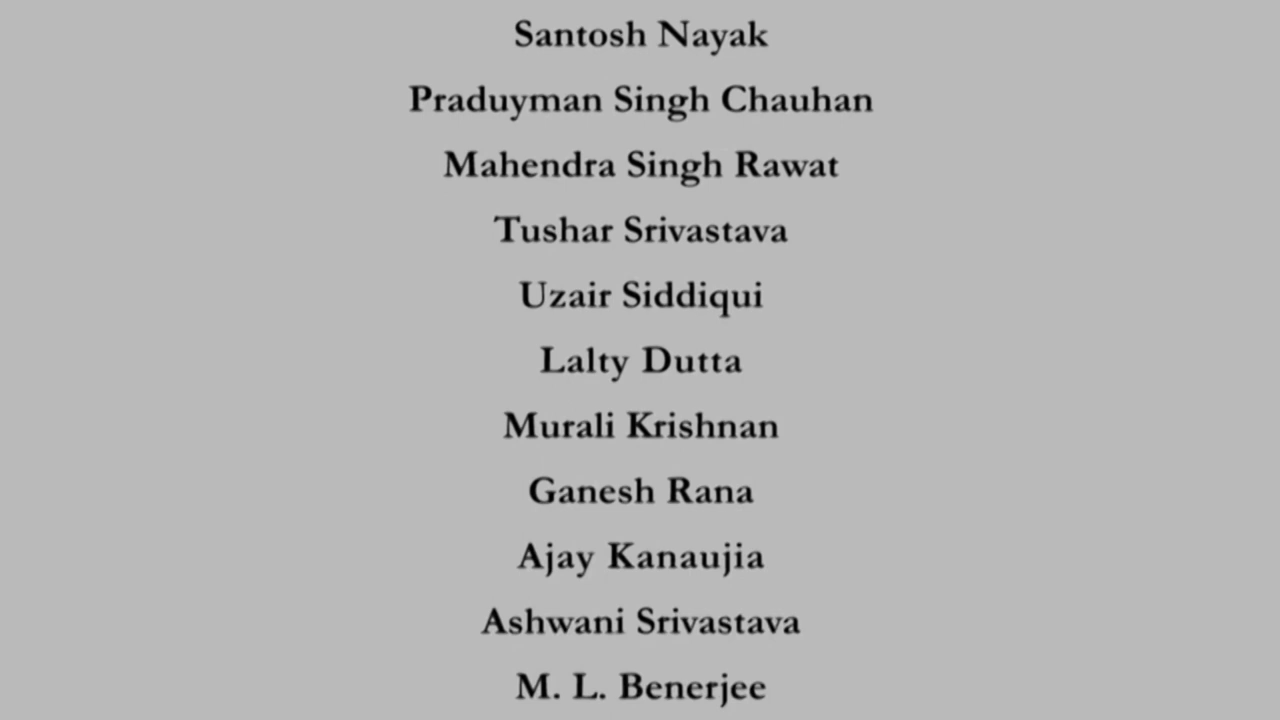 Santosh Nayak
Praduyman Singh Chauhan
Mahendra Singh Rawat
Tushar Srivastava
Uzair Siddiqui
Lalty Dutta
Murali Krishnan
Ganesh Rana
Ajay Kanaujia
Ashwani Srivastava
M. L. Benerjee